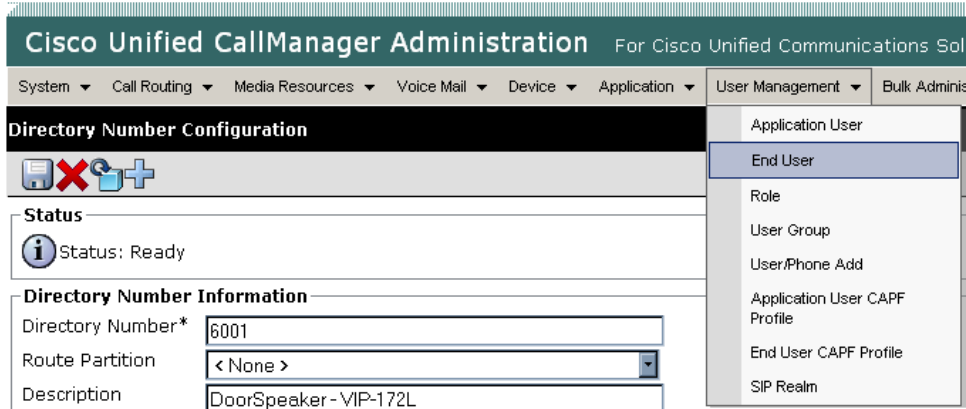 Cisco Unified CallManager Administration For Cisco Unified Communications Sol
System Call Routing Media Resources Voice Mail Device Application User Management Bulk Adminis
Directory Number Configuration
Application User
End User
Role
User Group
User/Phone Add
Application User CAPF
Profile
End User CAPF Profile
SIP Realm
Status
i Status: Ready
Directory Number Information
Directory Number* 6001
Route Partition < None >
Description DoorSpeaker - VIP-172L